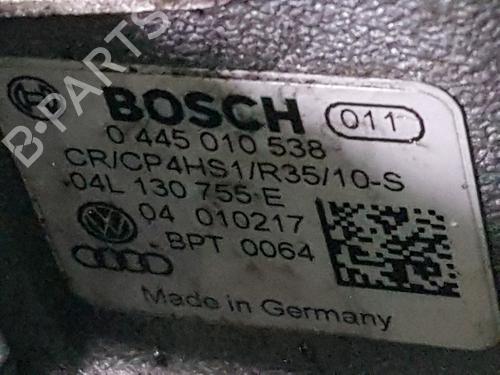 BOSCH 011
0 445 010 538
CR/CP4HS1/R35/10-S
04L 130 755 E
04 010217
BPT 0064
Made in Germany
B-PARTS